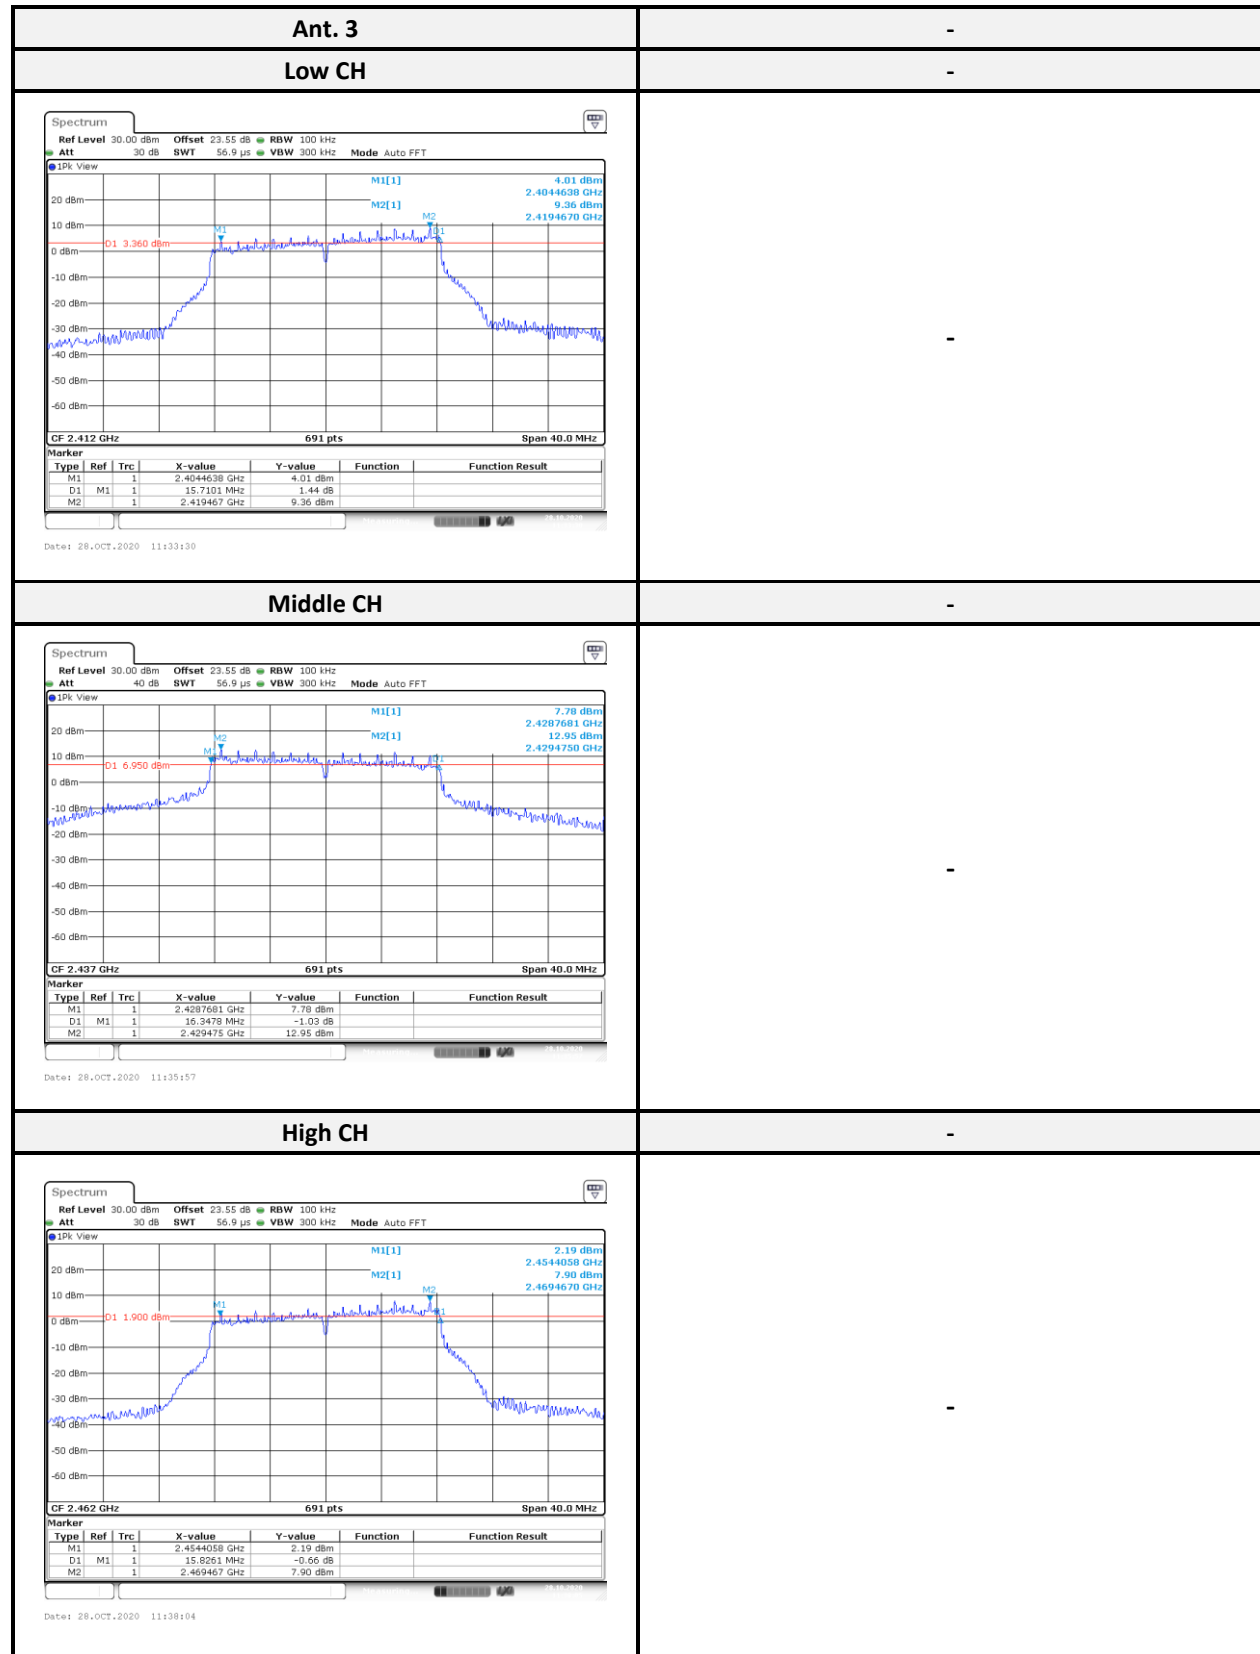 Ant. 3 -
Low CH -
Spectrum
Ref Level 30.00 dBm Offset 23.55 dB RBW 100 kHz
Att 30 dB SWT 56.9 µs VBW 300 kHz Mode Auto FFT
1Pk View
M1[1] 4.01 dBm
2.4044638 GHz
M2[1] 9.36 dBm
2.4194670 GHz
20 dBm
10 dBm
0 dBm
-10 dBm
-20 dBm
-30 dBm
-40 dBm
-50 dBm
-60 dBm
D1 3.360 dBm
M1
M2
D1
CF 2.412 GHz 691 pts Span 40.0 MHz
Marker
Type Ref Trc X-value Y-value Function Function Result
M1 1 2.4044638 GHz 4.01 dBm
D1 M1 1 15.7101 MHz 1.44 dB
M2 1 2.419467 GHz 9.36 dBm
Date: 28.OCT.2020 11:33:30
-
Middle CH -
Spectrum
Ref Level 30.00 dBm Offset 23.55 dB RBW 100 kHz
Att 40 dB SWT 56.9 µs VBW 300 kHz Mode Auto FFT
1Pk View
M1[1] 7.78 dBm
2.4287681 GHz
M2[1] 12.95 dBm
2.4294750 GHz
20 dBm
10 dBm
0 dBm
-10 dBm
-20 dBm
-30 dBm
-40 dBm
-50 dBm
-60 dBm
D1 6.950 dBm
M2
CF 2.437 GHz 691 pts Span 40.0 MHz
Marker
Type Ref Trc X-value Y-value Function Function Result
M1 1 2.4287681 GHz 7.78 dBm
D1 M1 1 16.3478 MHz -1.03 dB
M2 1 2.429475 GHz 12.95 dBm
Date: 28.OCT.2020 11:35:57
-
High CH -
Spectrum
Ref Level 30.00 dBm Offset 23.55 dB RBW 100 kHz
Att 30 dB SWT 56.9 µs VBW 300 kHz Mode Auto FFT
1Pk View
M1[1] 2.19 dBm
2.4544058 GHz
M2[1] 7.90 dBm
2.4694670 GHz
20 dBm
10 dBm
0 dBm
-10 dBm
-20 dBm
-30 dBm
-40 dBm
-50 dBm
-60 dBm
D1 1.900 dBm
M1
M2
CF 2.462 GHz 691 pts Span 40.0 MHz
Marker
Type Ref Trc X-value Y-value Function Function Result
M1 1 2.4544058 GHz 2.19 dBm
D1 M1 1 15.8261 MHz -0.66 dB
M2 1 2.469467 GHz 7.90 dBm
Date: 28.OCT.2020 11:38:04
-